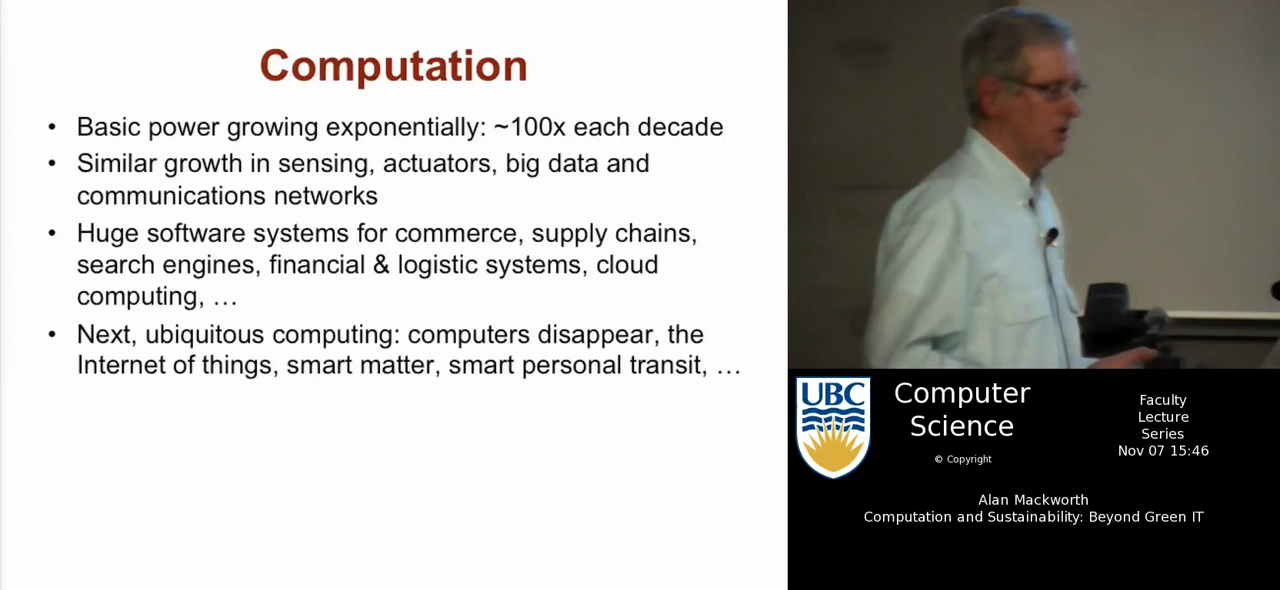 Computation
• Basic power growing exponentially: ~100x each decade
• Similar growth in sensing, actuators, big data and
communications networks
• Huge software systems for commerce, supply chains,
search engines, financial & logistic systems, cloud
computing, …
• Next, ubiquitous computing: computers disappear, the
Internet of things, smart matter, smart personal transit, …
UBC
Computer
Science
© Copyright
Faculty
Lecture
Series
Nov 07 15:46
Alan Mackworth
Computation and Sustainability: Beyond Green IT